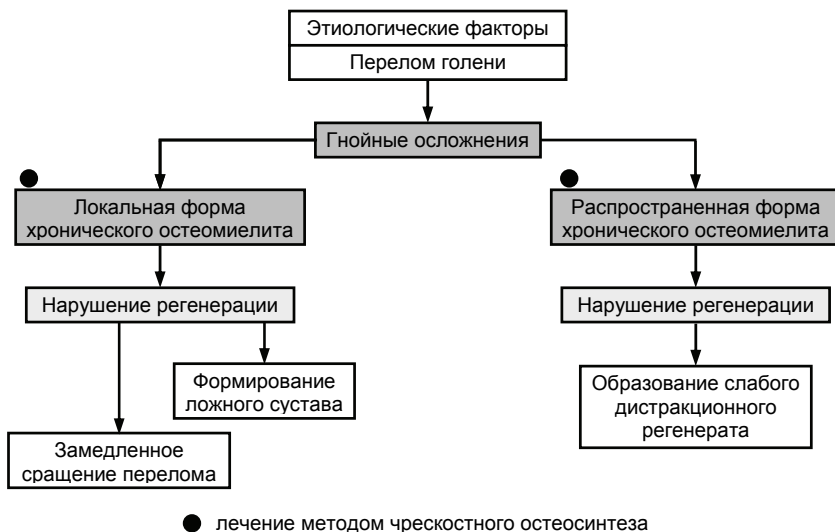 Этиологические факторы
Перелом голени
Гнойные осложнения
Локальная форма
хронического остеомиелита
Распространенная форма
хронического остеомиелита
Нарушение регенерации
Нарушение регенерации
Формирование
ложного сустава
Образование слабого
дистракционного
регенерата
Замедленное
сращение перелома
лечение методом чрескостного остеосинтеза